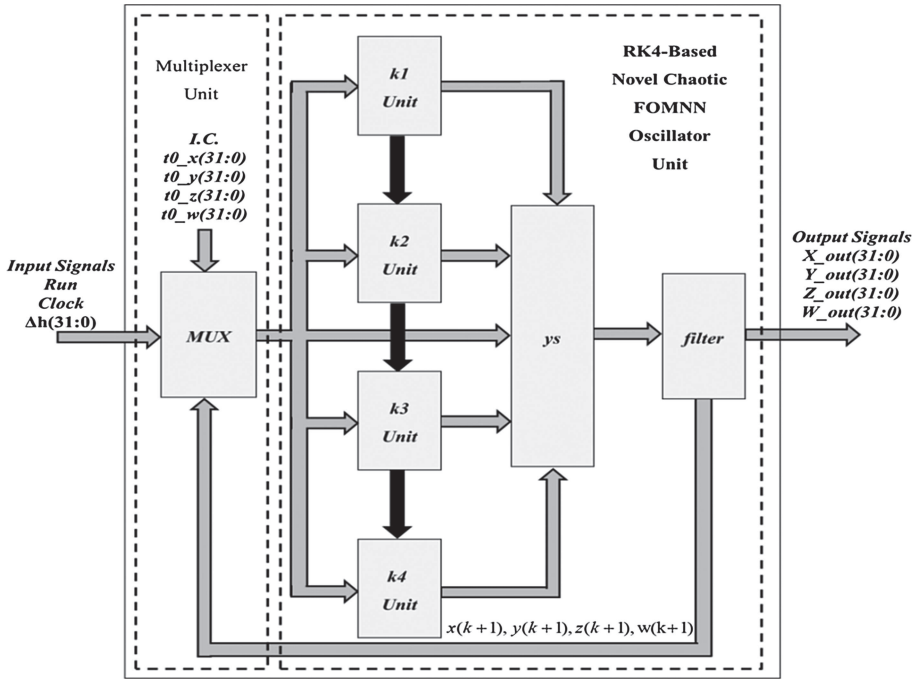 Multiplexer
Unit
I.C.
t0_x(31:0)
t0_y(31:0)
t0_z(31:0)
t0_w(31:0)
Input Signals
Run
Clock
Δh(31:0)
MUX
k1
Unit
k2
Unit
k3
Unit
k4
Unit
ys
filter
RK4-Based
Novel Chaotic
FOMNN
Oscillator
Unit
Output Signals
X_out(31:0)
Y_out(31:0)
Z_out(31:0)
W_out(31:0)
x(k+1), y(k+1), z(k+1), w(k+1)